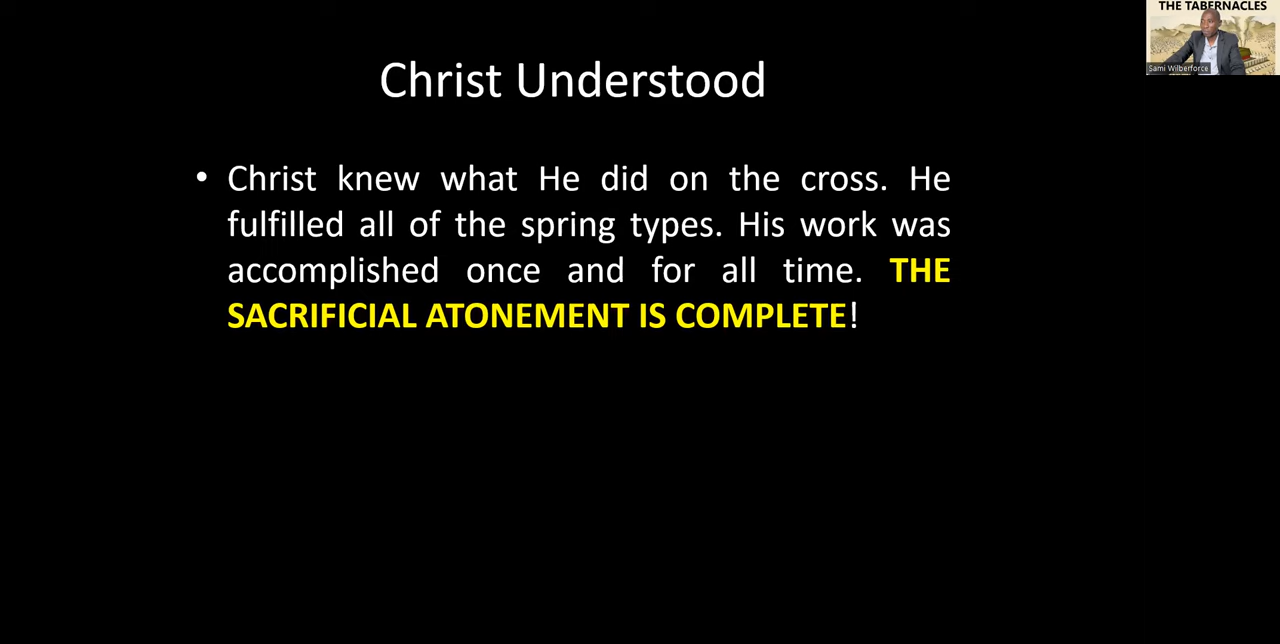 THE TABERNACLES
Sami Wilberforce
Christ Understood
• Christ knew what He did on the cross. He
fulfilled all of the spring types. His work was
accomplished once and for all time. THE
SACRIFICIAL ATONEMENT IS COMPLETE!